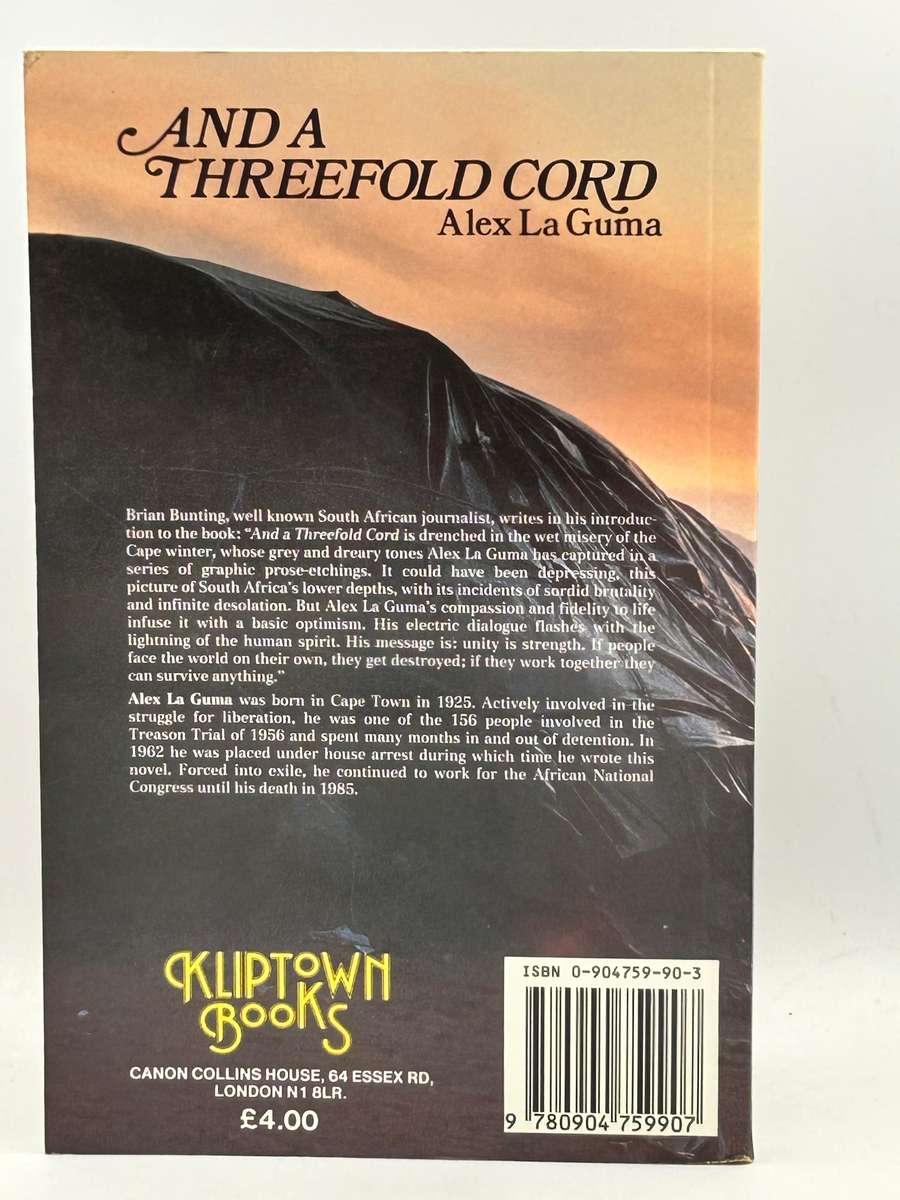 AND A
THREEFOLD CORD
Alex La Guma
Brian Bunting, well known South African journalist, writes in his introduc-
tion to the book: “And a Threefold Cord is drenched in the wet misery of the
Cape winter, whose grey and dreary tones Alex La Guma has captured in a
series of graphic prose-etchings. It could have been depressing, this
picture of South Africa's lower depths, with its incidents of sordid brutality
and infinite desolation. But Alex La Guma's compassion and fidelity to life
infuse it with a basic optimism. His electric dialogue flashes with the
lightning of the human spirit. His message is: unity is strength. If people
face the world on their own, they get destroyed; if they work together they
can survive anything.”
Alex La Guma was born in Cape Town in 1925. Actively involved in the
struggle for liberation, he was one of the 156 people involved in the
Treason Trial of 1956 and spent many months in and out of detention. In
1962 he was placed under house arrest during which time he wrote this
novel. Forced into exile, he continued to work for the African National
Congress until his death in 1985.
KLIPTOWN
BOOKS
CANON COLLINS HOUSE, 64 ESSEX RD,
LONDON N1 8LR.
£4.00
ISBN 0-904759-90-3
9 780904 759907